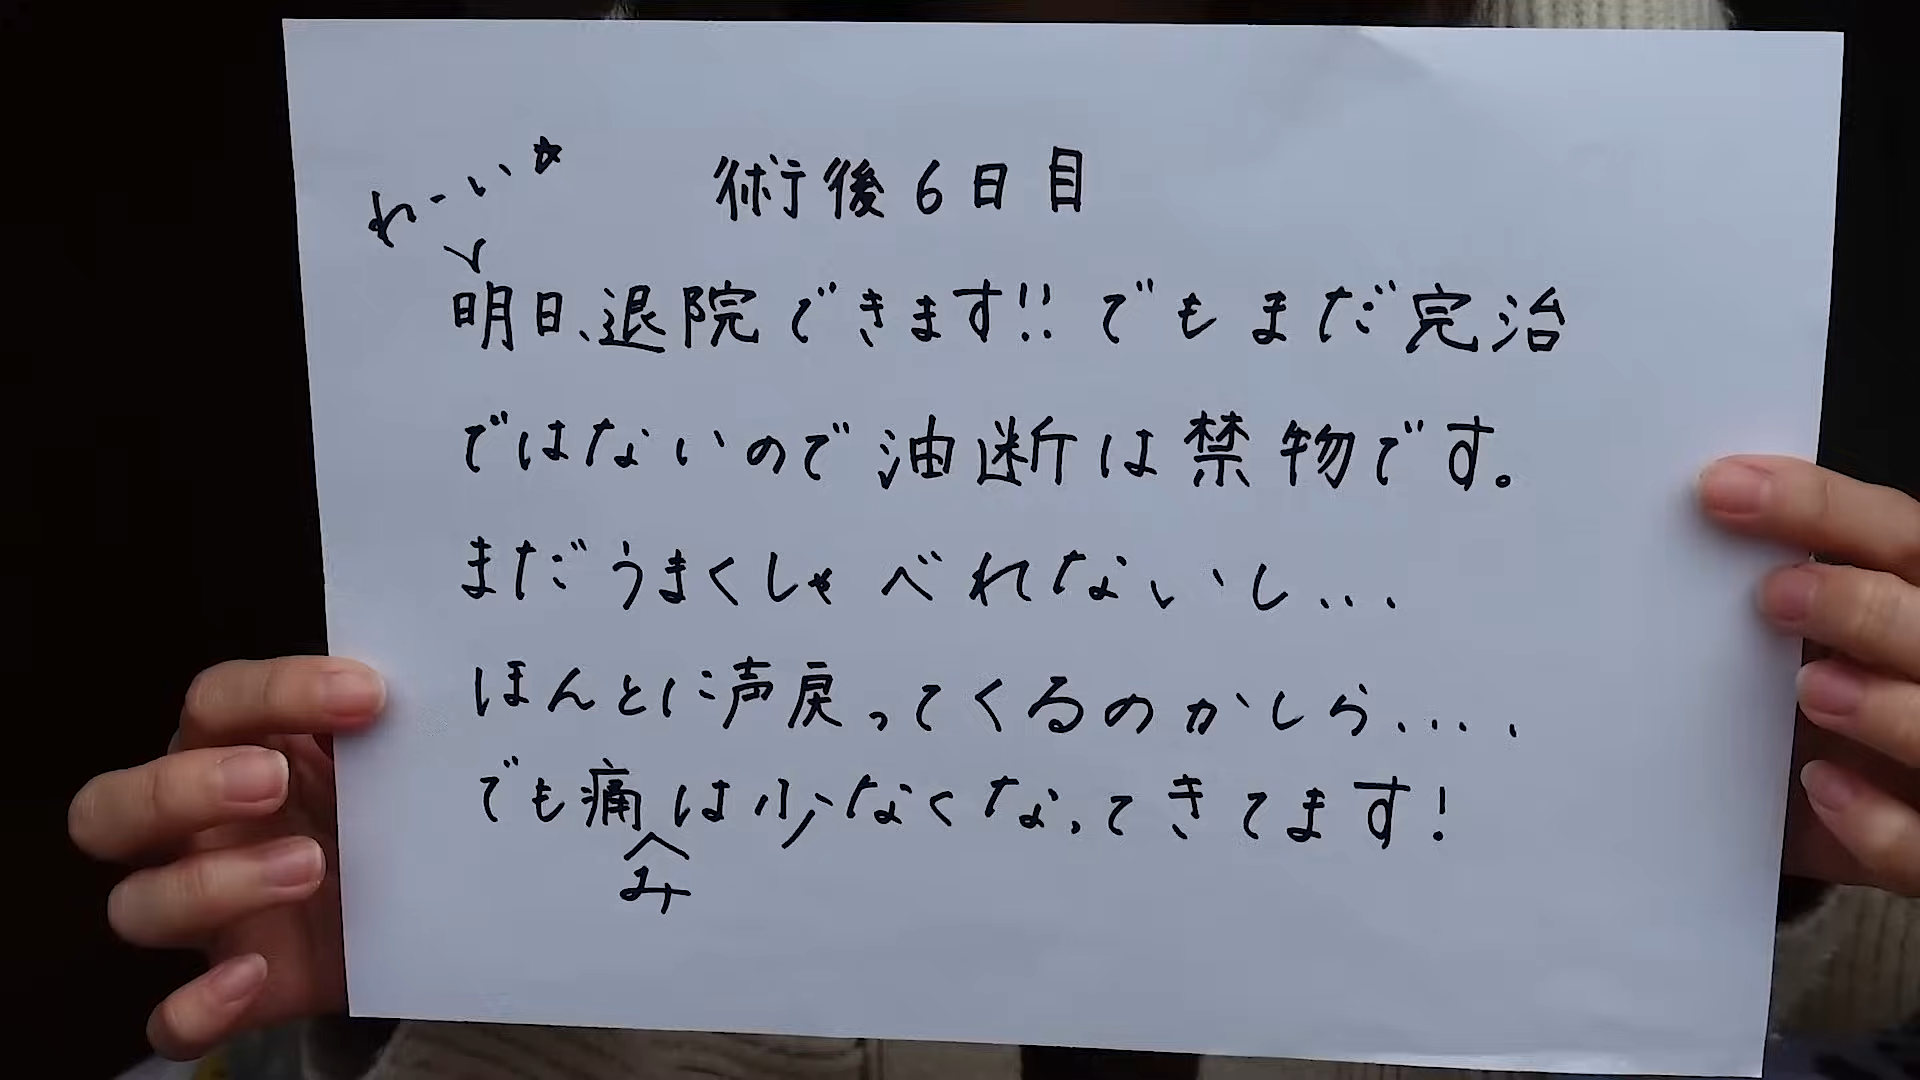 術後6日目
わーい☆
明日、退院できます!! でもまだ完治
ではないので油断は禁物です。
まだうまくしゃべれないし...
ほんとに声戻ってくるのかしら....
でも痛みは少なくなってきてます!